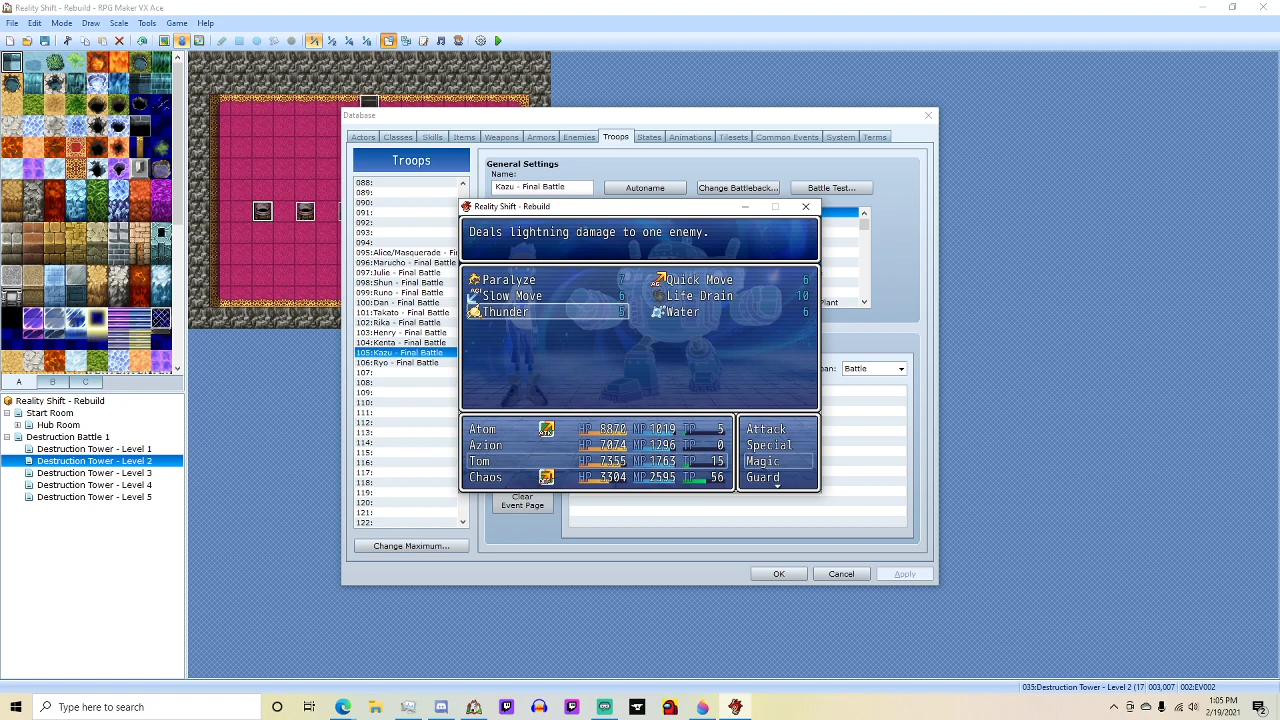 Reality Shift - Rebuild - RPG Maker VX Ace
File Edit Mode Draw Scale Tools Game Help
Database
Actors Classes Skills Items Weapons Armors Enemies Troops States Animations Tilesets Common Events System Terms
Troops
088:
089:
090:
091:
092:
093:
094:
095:Alice/Masquerade - Fin
096:Marucho - Final Battle
097:Julie - Final Battle
098:Shun - Final Battle
099:Runo - Final Battle
100:Dan - Final Battle
101:Takato - Final Battle
102:Rika - Final Battle
103:Henry - Final Battle
104:Kenta - Final Battle
105:Kazu - Final Battle
106:Ryo - Final Battle
107:
108:
109:
110:
111:
112:
113:
114:
115:
116:
117:
118:
119:
120:
121:
122:
Change Maximum...
General Settings
Name:
Kazu - Final Battle
Autoname
Change Battleback...
Battle Test...
Plant
an: Battle
Clear
Event Page
OK
Cancel
Apply
Reality Shift - Rebuild
Deals lightning damage to one enemy.
Paralyze 7
Quick Move 6
Slow Move 6
Life Drain 10
Thunder 5
Water 6
Atom HP 8870 MP 1019 TP 5
Azion HP 7074 MP 1296 TP 0
Tom HP 7355 MP 1763 TP 15
Chaos HP 3304 MP 2595 TP 56
Attack
Special
Magic
Guard
A B C
Reality Shift - Rebuild
Start Room
Hub Room
Destruction Battle 1
Destruction Tower - Level 1
Destruction Tower - Level 2
Destruction Tower - Level 3
Destruction Tower - Level 4
Destruction Tower - Level 5
035:Destruction Tower - Level 2 (17 003,007 002:EV002
Type here to search
1:05 PM
2/19/2021